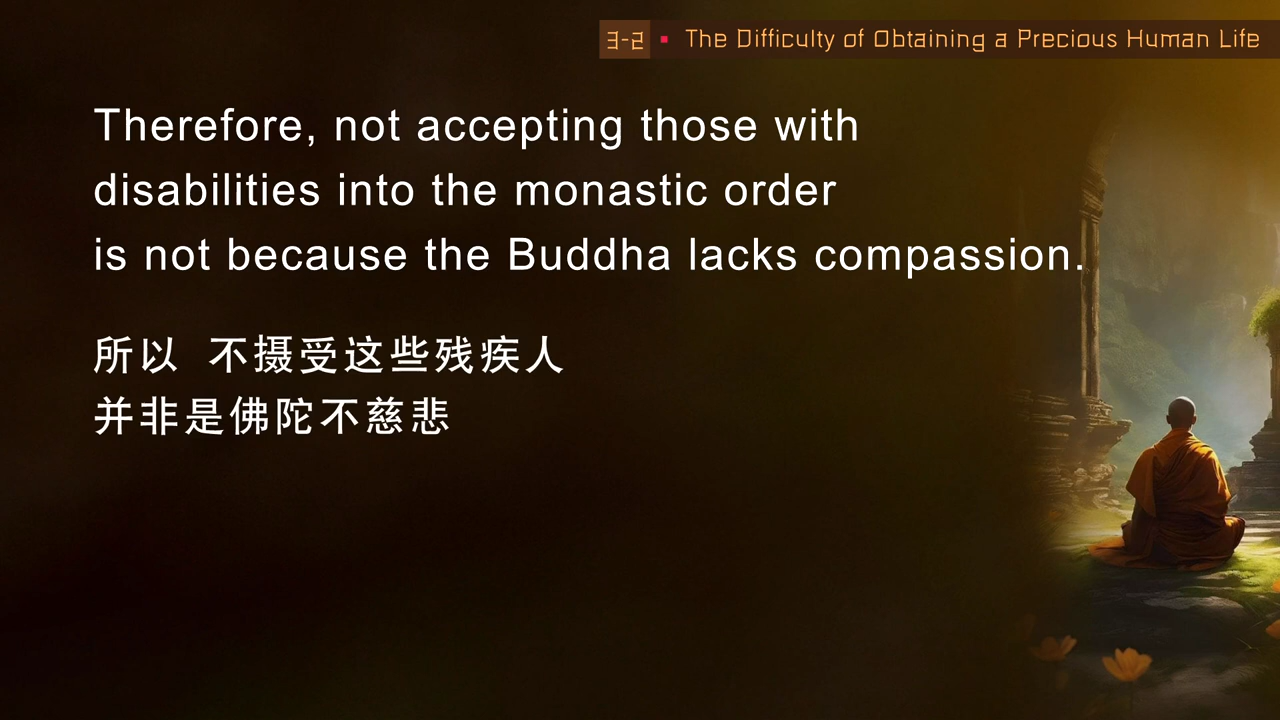 3-2 ▪ The Difficulty of Obtaining a Precious Human Life
Therefore, not accepting those with
disabilities into the monastic order
is not because the Buddha lacks compassion.
所以 不摄受这些残疾人
并非是佛陀不慈悲